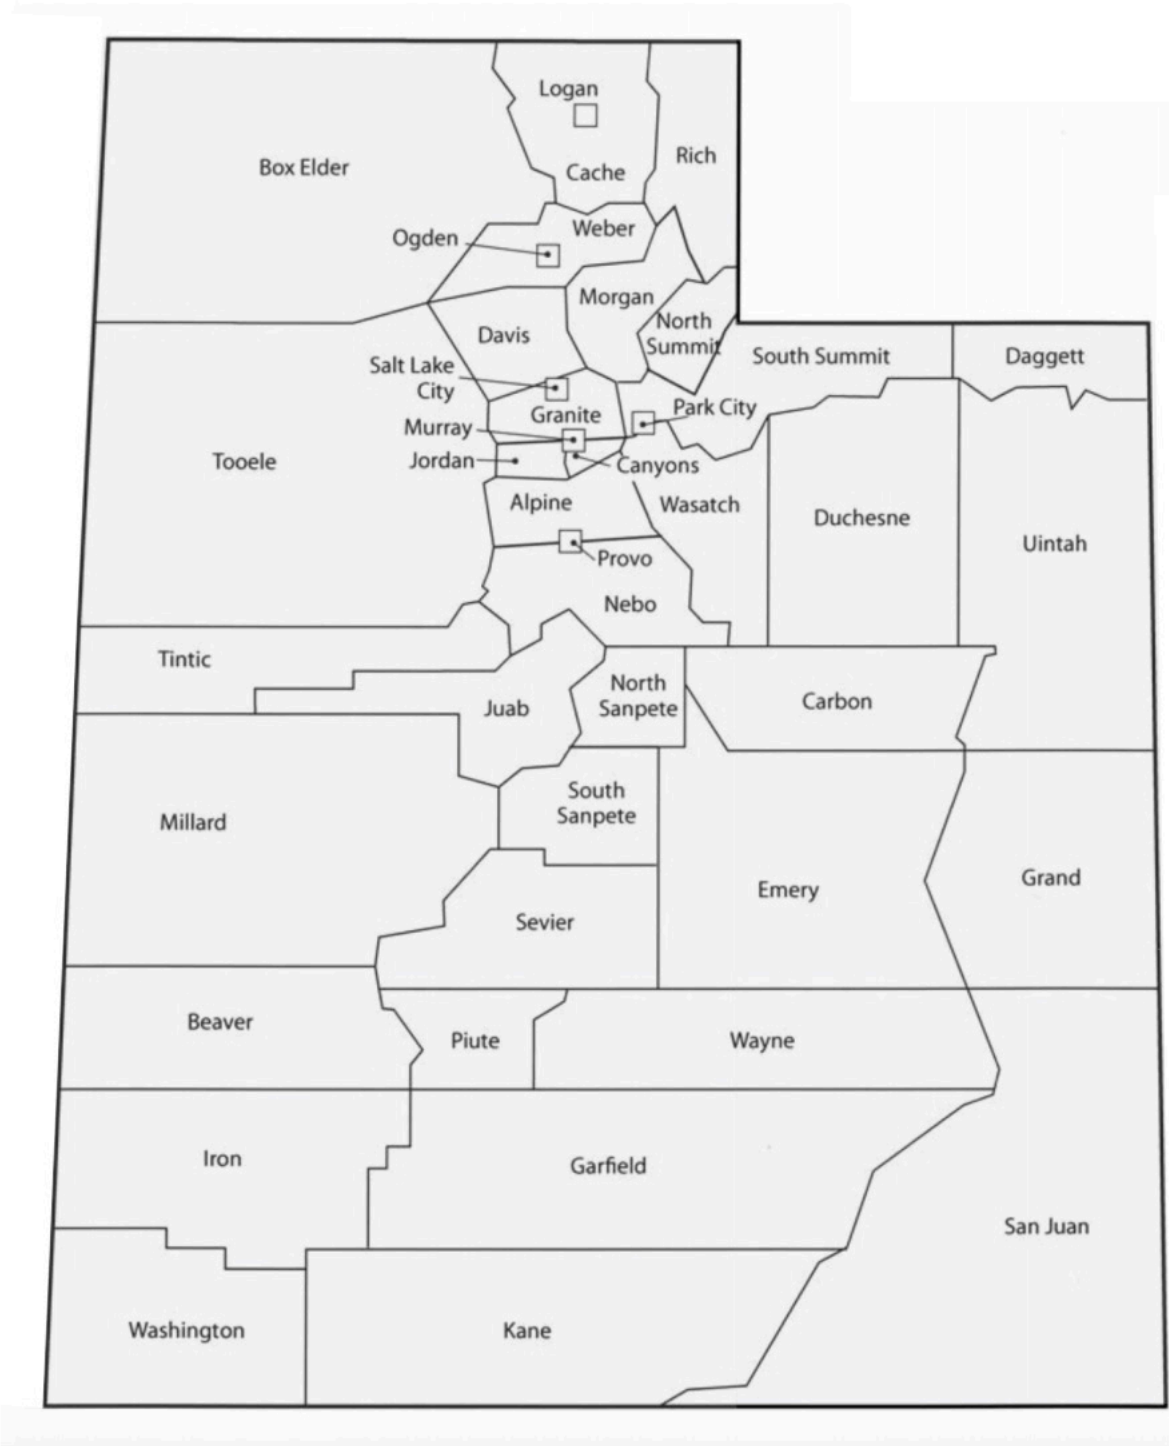 Logan
Box Elder
Rich
Cache
Weber
Ogden
Morgan
North
Summit
Davis
South Summit
Daggett
Salt Lake
City
Park City
Granite
Murray
Jordan
Canyons
Tooele
Alpine
Wasatch
Duchesne
Uintah
Provo
Nebo
Tintic
North
Sanpete
Juab
Carbon
South
Sanpete
Millard
Grand
Emery
Sevier
Beaver
Piute
Wayne
Iron
Garfield
San Juan
Washington
Kane